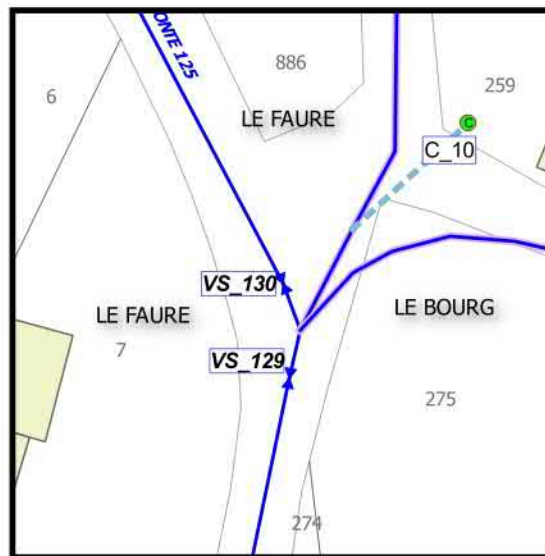 ONTE 125
886
259
6
LE FAURE
C_10
C
VS_130
LE FAURE
LE BOURG
7
VS_129
275
274